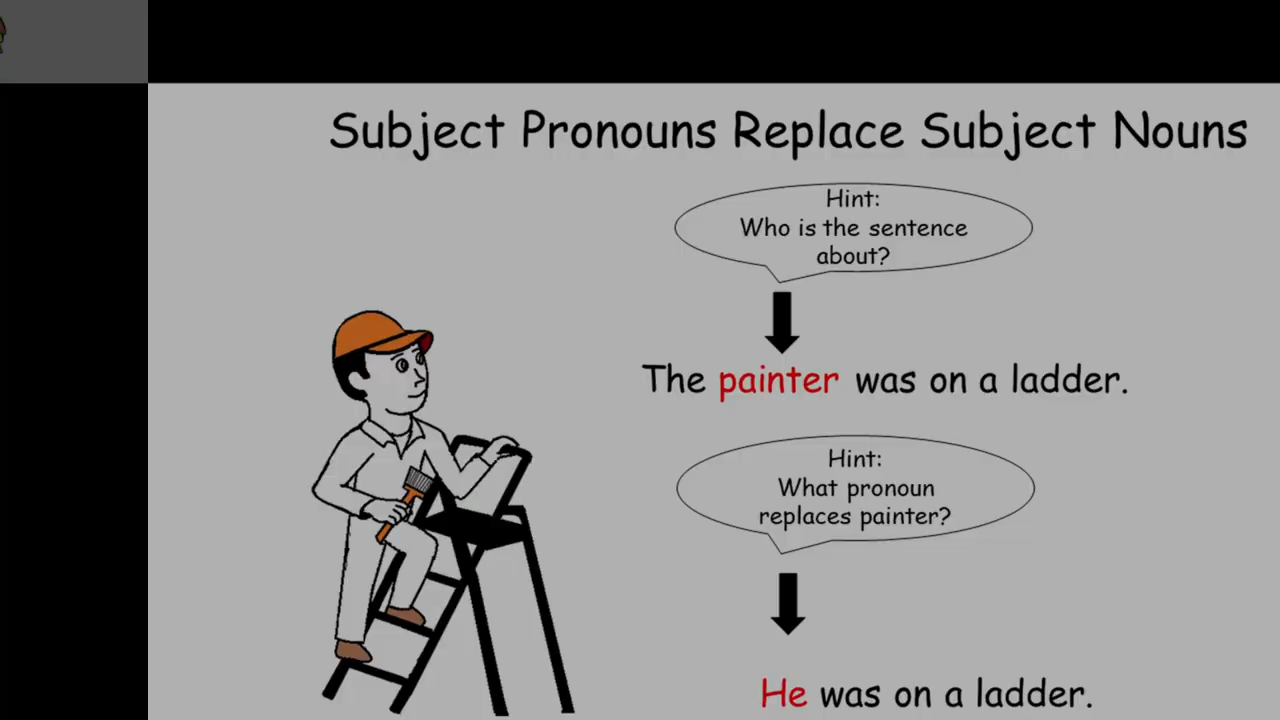 Subject Pronouns Replace Subject Nouns
Hint:
Who is the sentence
about?
The painter was on a ladder.
Hint:
What pronoun
replaces painter?
He was on a ladder.